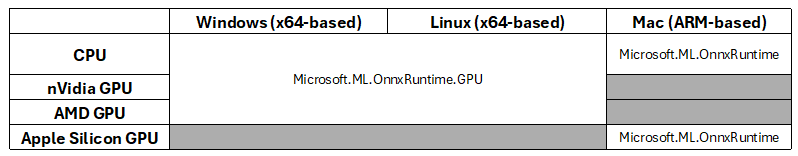 Windows (x64-based) Linux (x64-based) Mac (ARM-based)
CPU Microsoft.ML.OnnxRuntime
Microsoft.ML.OnnxRuntime.GPU
nVidia GPU
AMD GPU
Apple Silicon GPU Microsoft.ML.OnnxRuntime